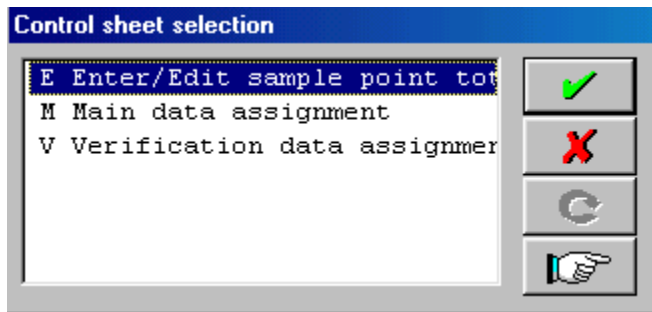 Control sheet selection
E Enter/Edit sample point tot
M Main data assignment
V Verification data assignmer